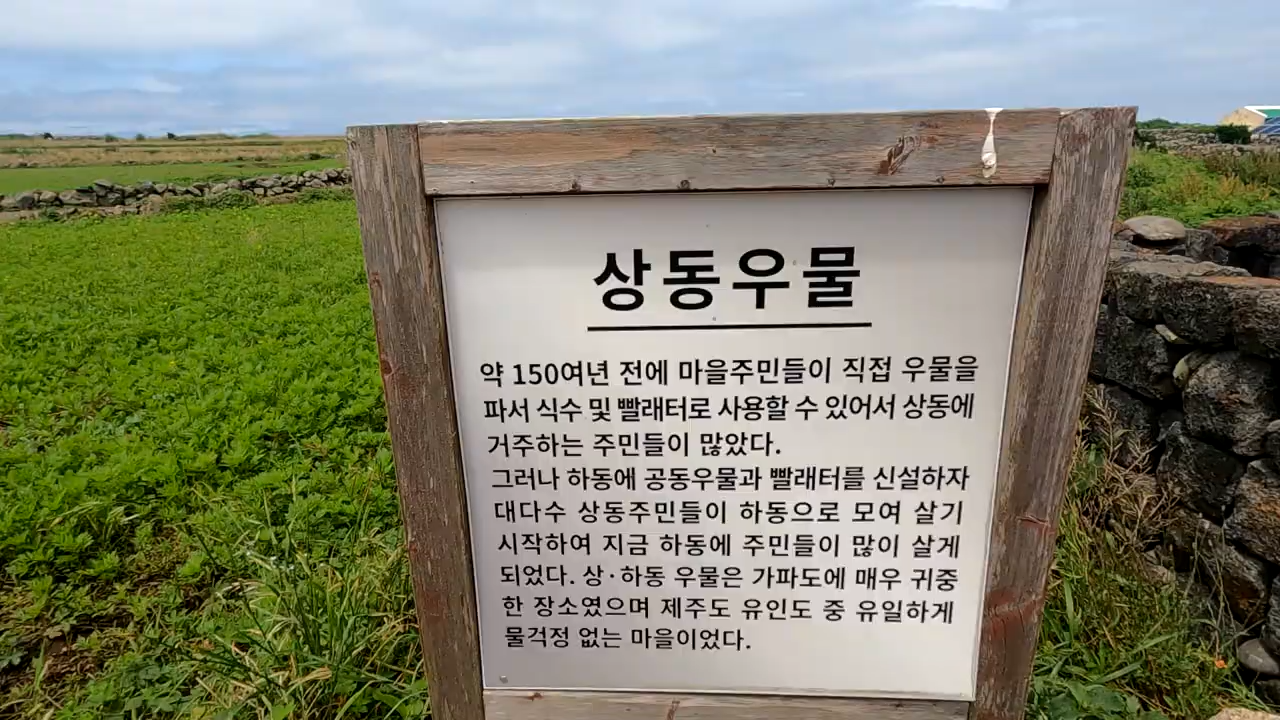 상동우물
약 150여년 전에 마을주민들이 직접 우물을
파서 식수 및 빨래터로 사용할 수 있어서 상동에
거주하는 주민들이 많았다.
그러나 하동에 공동우물과 빨래터를 신설하자
대다수 상동주민들이 하동으로 모여 살기
시작하여 지금 하동에 주민들이 많이 살게
되었다. 상·하동 우물은 가파도에 매우 귀중
한 장소였으며 제주도 유인도 중 유일하게
물걱정 없는 마을이었다.